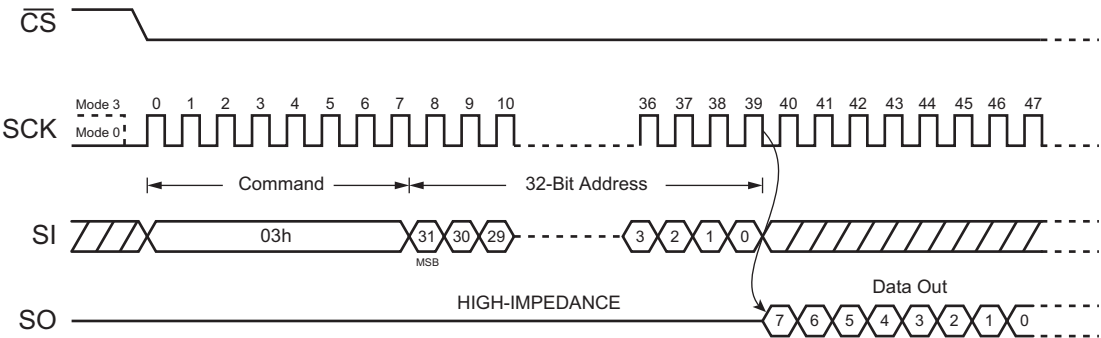 CS
Mode 3 0 1 2 3 4 5 6 7 8 9 10 36 37 38 39 40 41 42 43 44 45 46 47
SCK Mode 0
Command 32-Bit Address
SI 03h 31 30 29 3 2 1 0
MSB
Data Out
HIGH-IMPEDANCE
SO 7 6 5 4 3 2 1 0